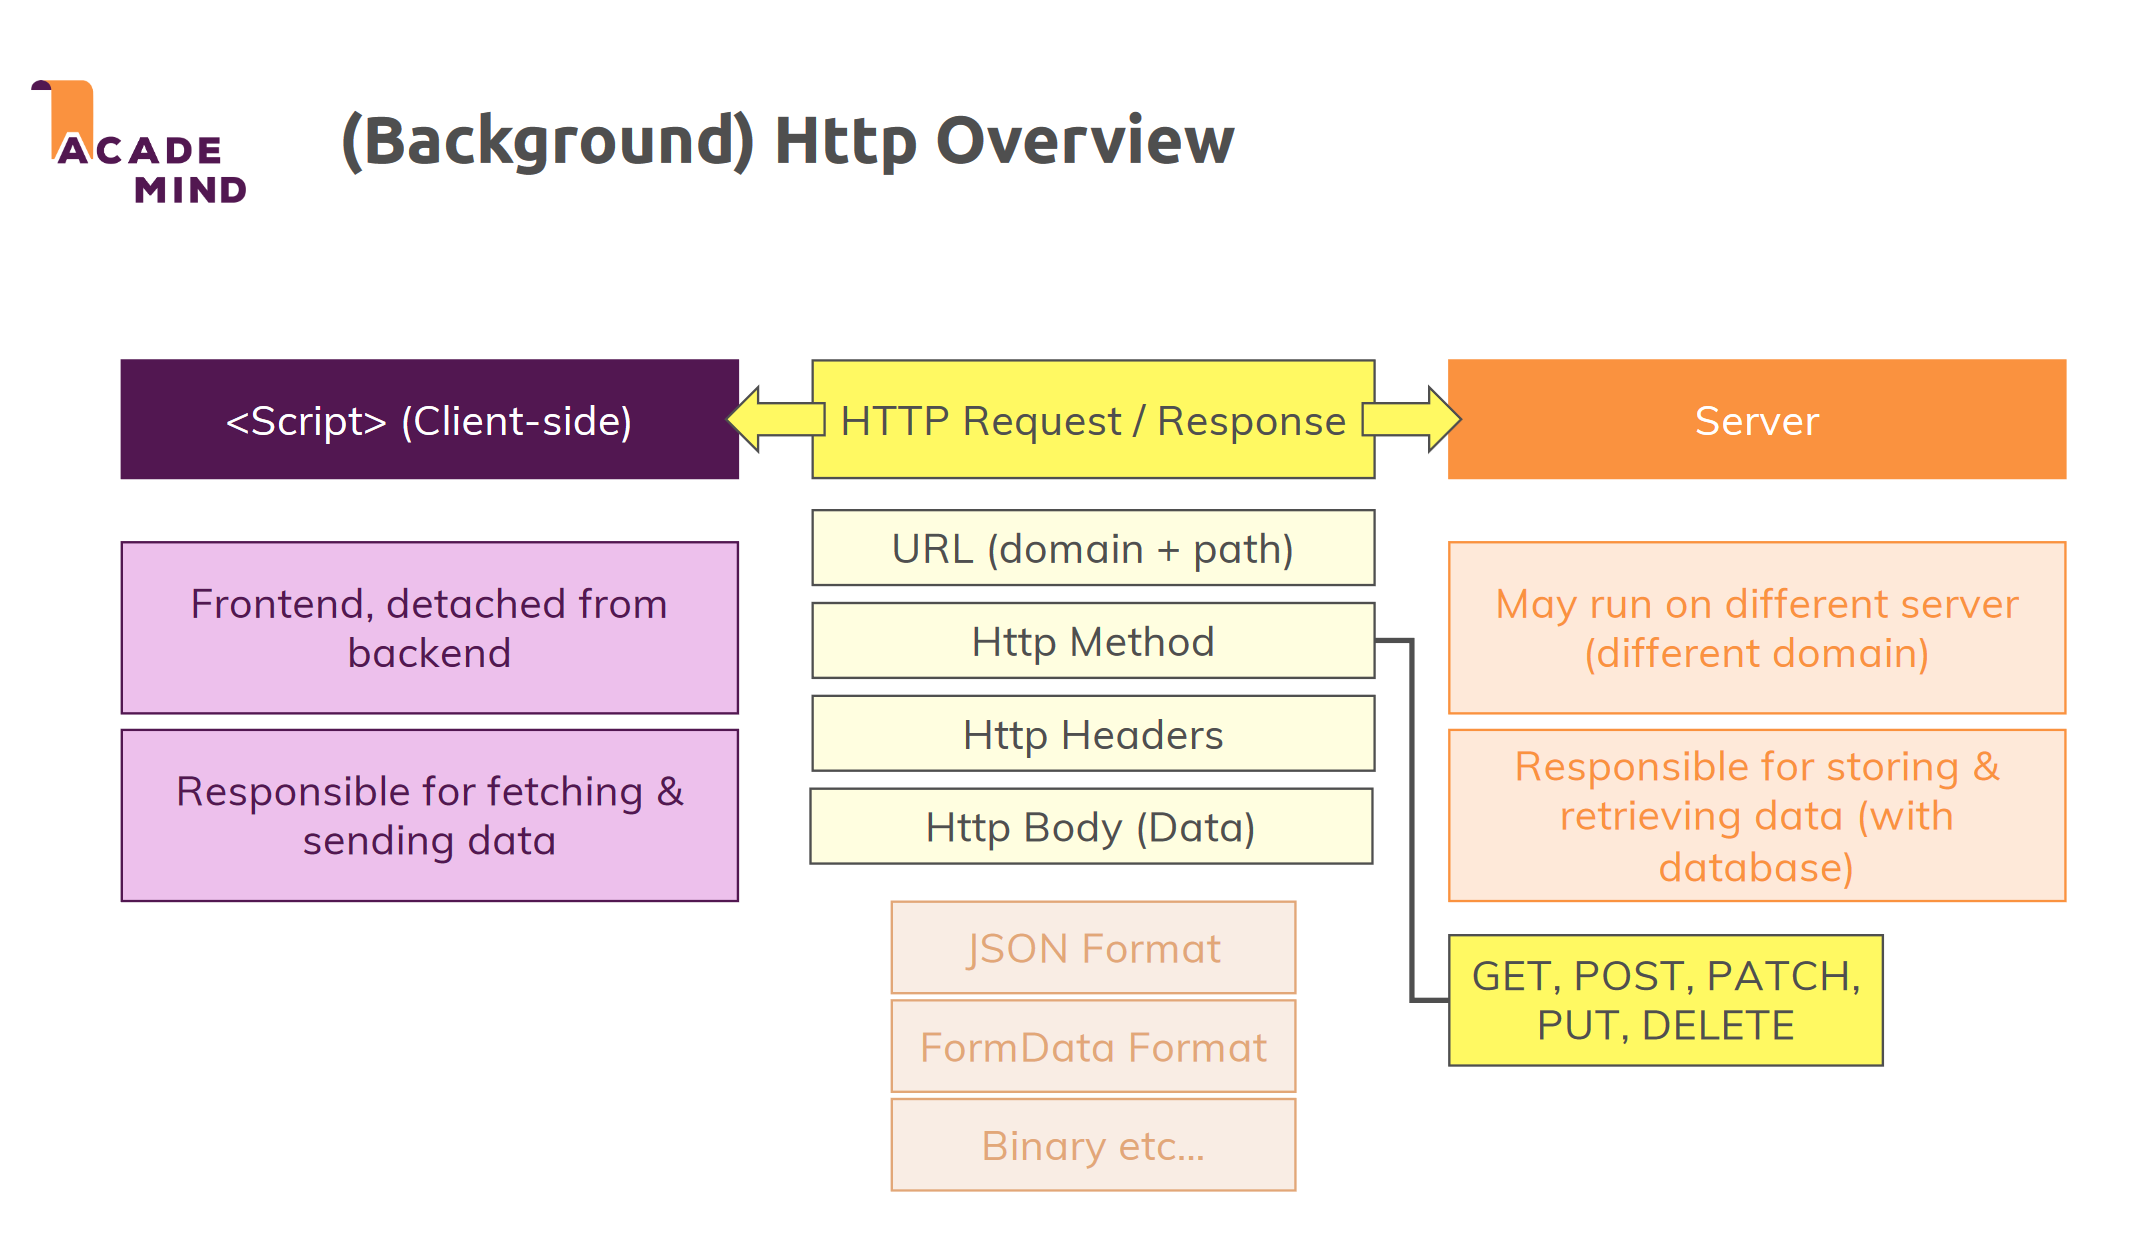 ACADE
MIND
(Background) Http Overview
<Script> (Client-side)
HTTP Request / Response
Server
Frontend, detached from
backend
Responsible for fetching &
sending data
URL (domain + path)
Http Method
Http Headers
Http Body (Data)
JSON Format
FormData Format
Binary etc...
May run on different server
(different domain)
Responsible for storing &
retrieving data (with
database)
GET, POST, PATCH,
PUT, DELETE